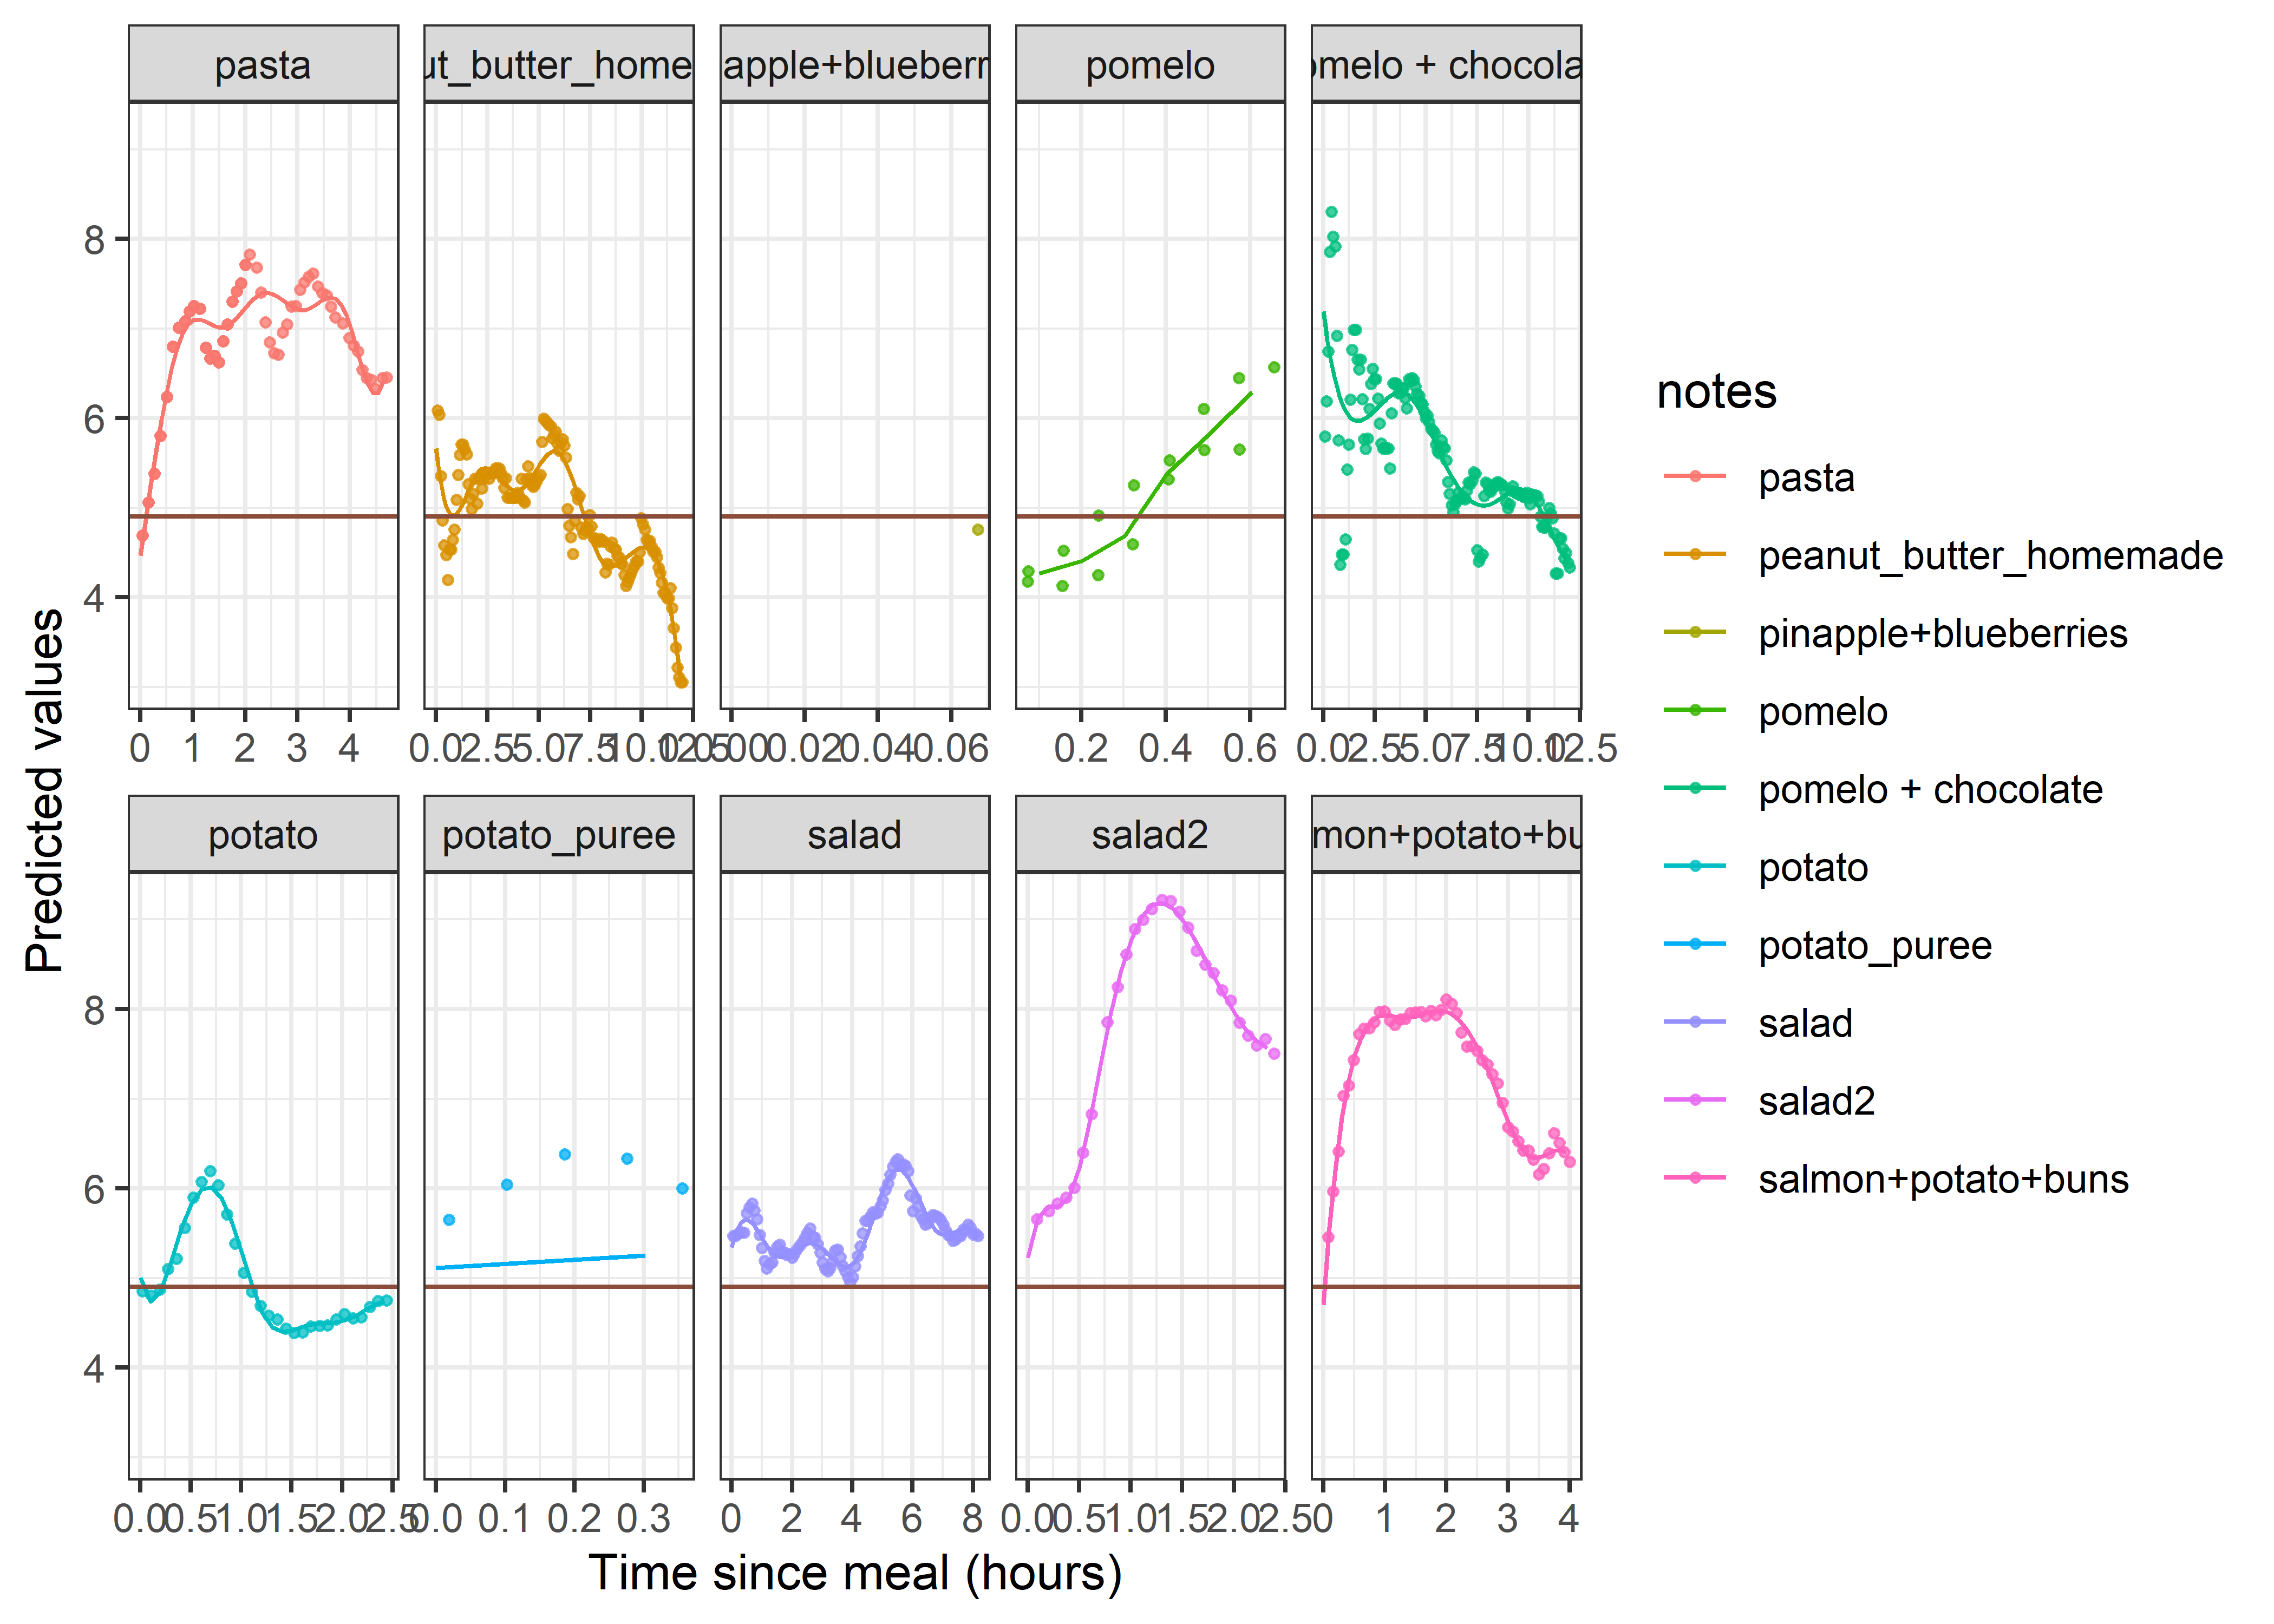 pasta
ut_butter_home
apple+blueberr
pomelo
omelo + chocola
8
6
4
0 1 2 3 4
0.0 2.5 5.0 7.5 10.0 12.5
0.00 0.02 0.04 0.06
0.2 0.4 0.6
0.0 2.5 5.0 7.5 10.0 12.5
potato
potato_puree
salad
salad2
mon+potato+bu
8
6
4
0.0 0.5 1.0 1.5 2.0 2.5
0.0 0.1 0.2 0.3
0 2 4 6 8
0.0 0.5 1.0 1.5 2.0 2.5
0 1 2 3 4
Predicted values
Time since meal (hours)
notes
pasta
peanut_butter_homemade
pinapple+blueberries
pomelo
pomelo + chocolate
potato
potato_puree
salad
salad2
salmon+potato+buns